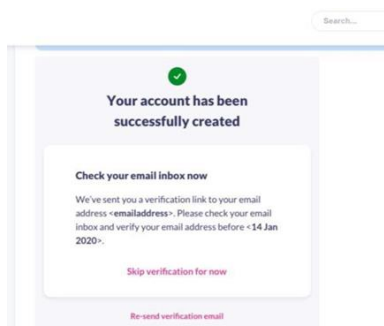 Search...
Your account has been
successfully created
Check your email inbox now
We've sent you a verification link to your email
address <emailaddress>. Please check your email
inbox and verify your email address before <14 Jan
2020>.
Skip verification for now
Re-send verification email